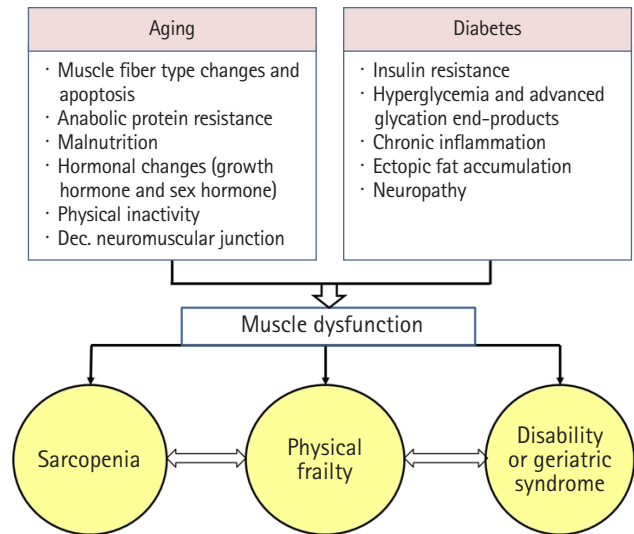 Aging
· Muscle fiber type changes and
apoptosis
· Anabolic protein resistance
· Malnutrition
· Hormonal changes (growth
hormone and sex hormone)
· Physical inactivity
· Dec. neuromuscular junction
Diabetes
· Insulin resistance
· Hyperglycemia and advanced
glycation end-products
· Chronic inflammation
· Ectopic fat accumulation
· Neuropathy
Muscle dysfunction
Sarcopenia
Physical
frailty
Disability
or geriatric
syndrome